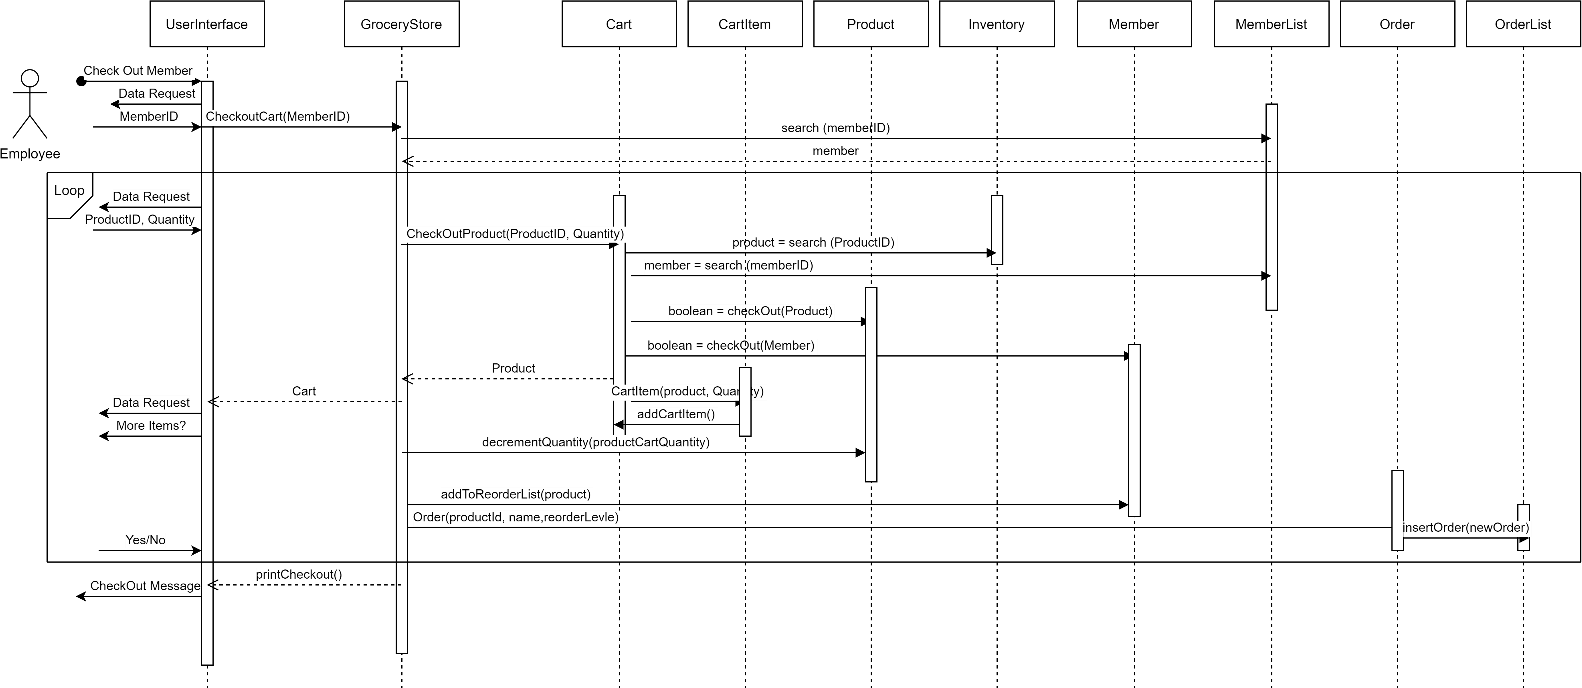 UserInterface
GroceryStore
Cart
CartItem
Product
Inventory
Member
MemberList
Order
OrderList
Check Out Member
Data Request
MemberID
CheckoutCart(MemberID)
search (memberID)
Employee
member
Loop
Data Request
ProductID, Quantity
CheckOutProduct(ProductID, Quantity)
product = search (ProductID)
member = search (memberID)
boolean = checkOut(Product)
boolean = checkOut(Member)
Product
Cart
CartItem(product, Quantity)
Data Request
addCartItem()
More Items?
decrementQuantity(productCartQuantity)
addToReorderList(product)
Order(productId, name,reorderLevle)
insertOrder(newOrder)
Yes/No
printCheckout()
CheckOut Message